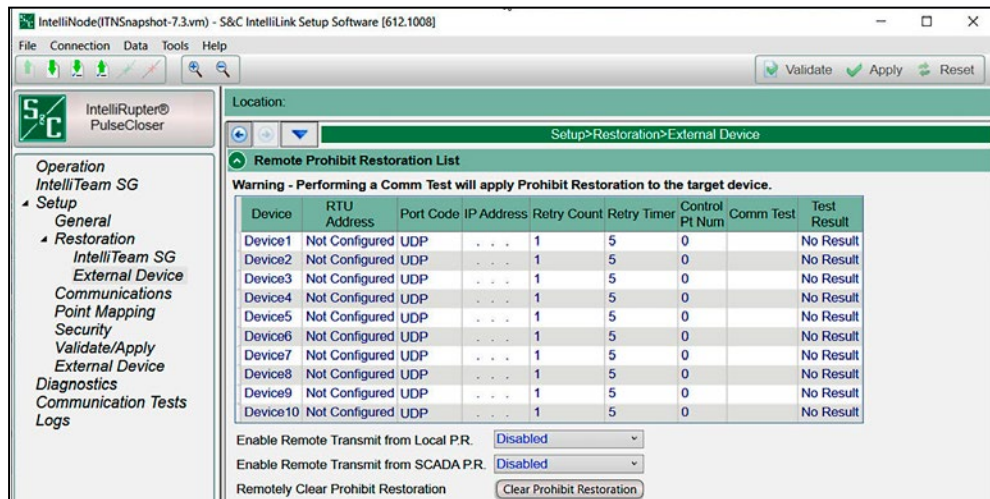 IntelliNode(ITNSnapshot-7.3.vm) - S&C IntelliLink Setup Software [612.1008]
File Connection Data Tools Help
Validate Apply Reset
S&C
IntelliRupter®
PulseCloser
Operation
IntelliTeam SG
Setup
General
Restoration
IntelliTeam SG
External Device
Communications
Point Mapping
Security
Validate/Apply
External Device
Diagnostics
Communication Tests
Logs
Location:
Setup>Restoration>External Device
Remote Prohibit Restoration List
Warning - Performing a Comm Test will apply Prohibit Restoration to the target device.
Device RTU Address Port Code IP Address Retry Count Retry Timer Control Pt Num Comm Test Test Result
Device1 Not Configured UDP . . . 1 5 0 No Result
Device2 Not Configured UDP . . . 1 5 0 No Result
Device3 Not Configured UDP . . . 1 5 0 No Result
Device4 Not Configured UDP . . . 1 5 0 No Result
Device5 Not Configured UDP . . . 1 5 0 No Result
Device6 Not Configured UDP . . . 1 5 0 No Result
Device7 Not Configured UDP . . . 1 5 0 No Result
Device8 Not Configured UDP . . . 1 5 0 No Result
Device9 Not Configured UDP . . . 1 5 0 No Result
Device10 Not Configured UDP . . . 1 5 0 No Result
Enable Remote Transmit from Local P.R. Disabled
Enable Remote Transmit from SCADA P.R. Disabled
Remotely Clear Prohibit Restoration Clear Prohibit Restoration